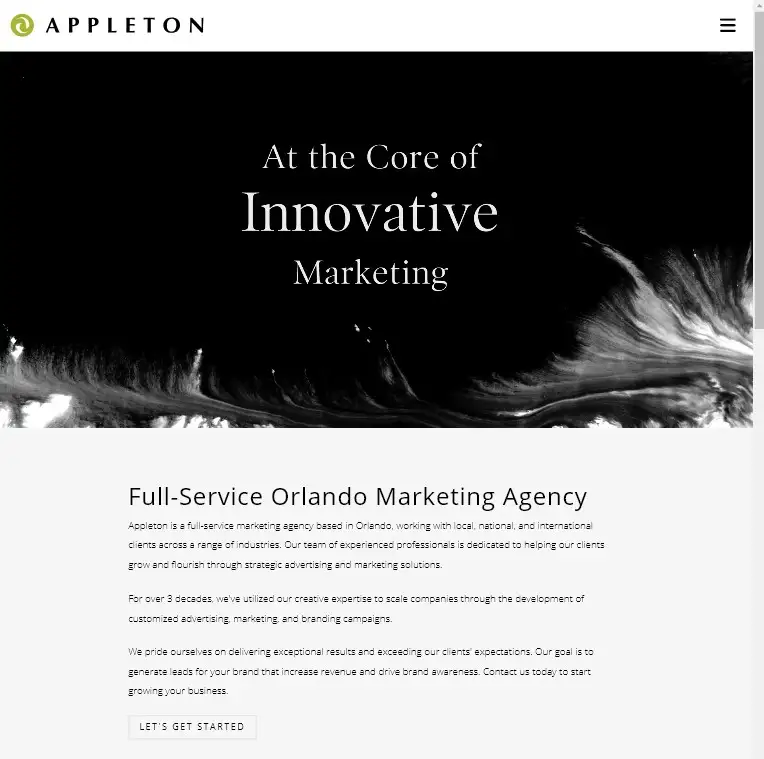 APPLETON
At the Core of
Innovative
Marketing
Full-Service Orlando Marketing Agency
Appleton is a full-service marketing agency based in Orlando, working with local, national, and international
clients across a range of industries. Our team of experienced professionals is dedicated to helping our clients
grow and flourish through strategic advertising and marketing solutions.
For over 3 decades, we've utilized our creative expertise to scale companies through the development of
customized advertising, marketing, and branding campaigns.
We pride ourselves on delivering exceptional results and exceeding our clients' expectations. Our goal is to
generate leads for your brand that increase revenue and drive brand awareness. Contact us today to start
growing your business.
LET'S GET STARTED